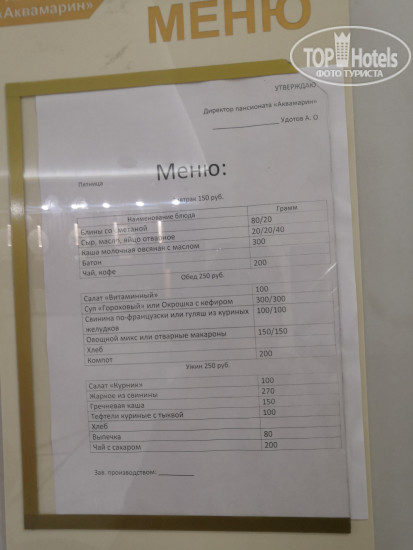 «Аквамарин»
МЕНЮ
TOP Hotels
ФОТО ТУРИСТА
УТВЕРЖДАЮ
Директор пансионата «Аквамарин»
Удотов А. О
Пятница
Меню:
150 руб.
Наименование блюда Грамм
Блины со сметаной 80/20
Сыр, масло, яйцо отварное 20/20/40
Каша молочная овсяная с маслом 300
Батон
Чай, кофе 200
Обед 250 руб.
Салат «Витаминный» 100
Суп «Гороховый» или Окрошка с кефиром 300/300
Свинина по-французски или гуляш из куриных 100/100
желудков
Овощной микс или отварные макароны 150/150
Хлеб
Компот 200
Ужин 250 руб.
Салат «Курник» 100
Жаркое из свинины 270
Гречневая каша 150
Тефтели куриные с тыквой 100
Хлеб
Выпечка 80
Чай с сахаром 200
Зав. производством: